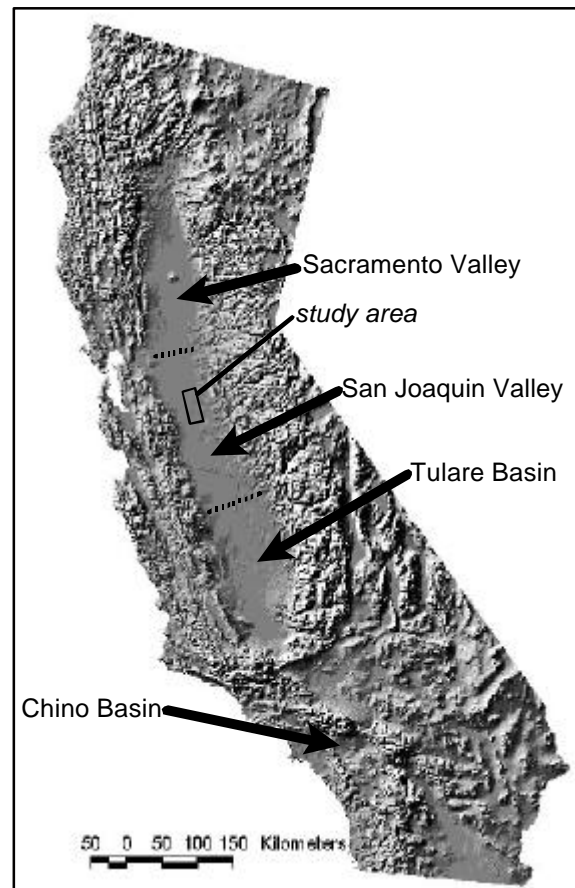 Sacramento Valley
study area
San Joaquin Valley
Tulare Basin
Chino Basin
50 0 50 100 150 Kilometers